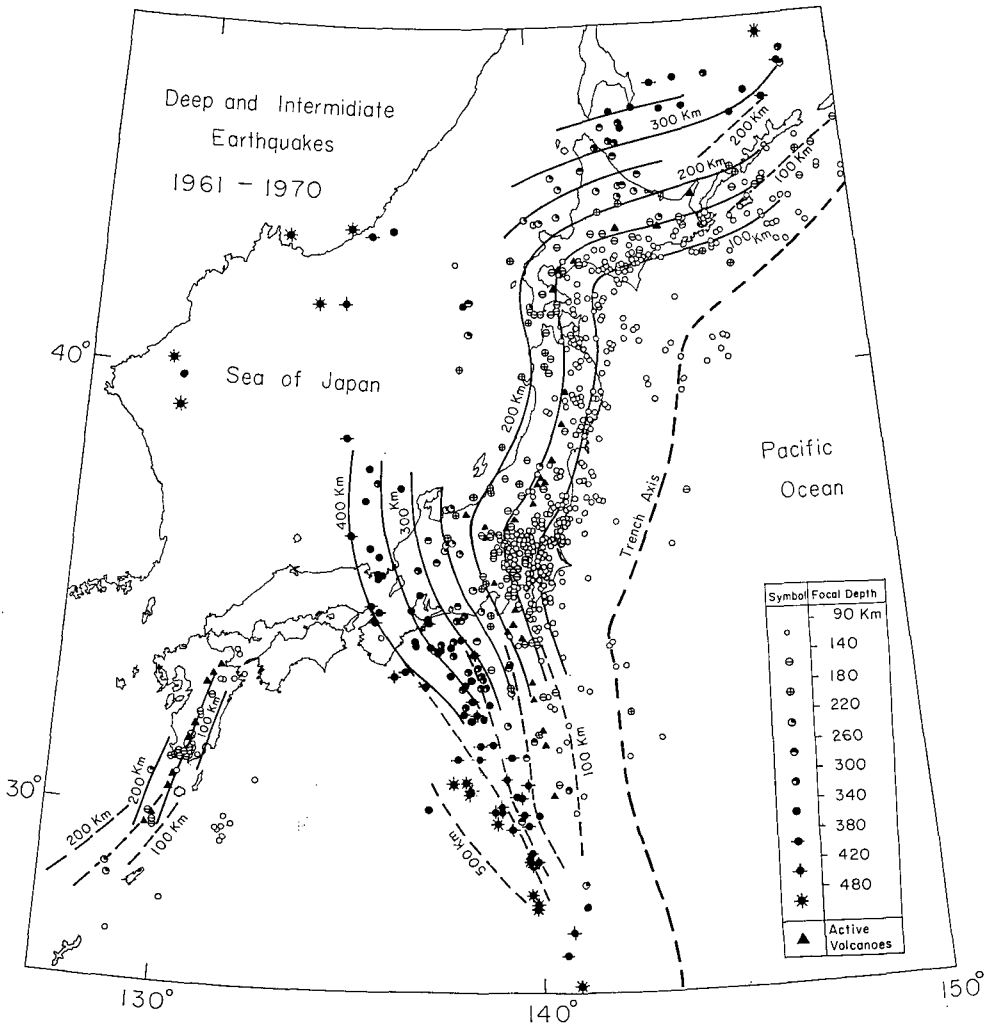 Deep and Intermidiate
Earthquakes
1961 - 1970
300 Km
200 Km
200 Km
100 Km
100 Km
40°
Sea of Japan
200 Km
Pacific
Ocean
400 Km
300 Km
Trench Axis
Symbol Focal Depth
90 Km
140
180
220
260
300
340
380
420
480
Active
Volcanoes
100 Km
200 Km
100 Km
30°
200 Km
100 Km
500 Km
130°
140°
150°